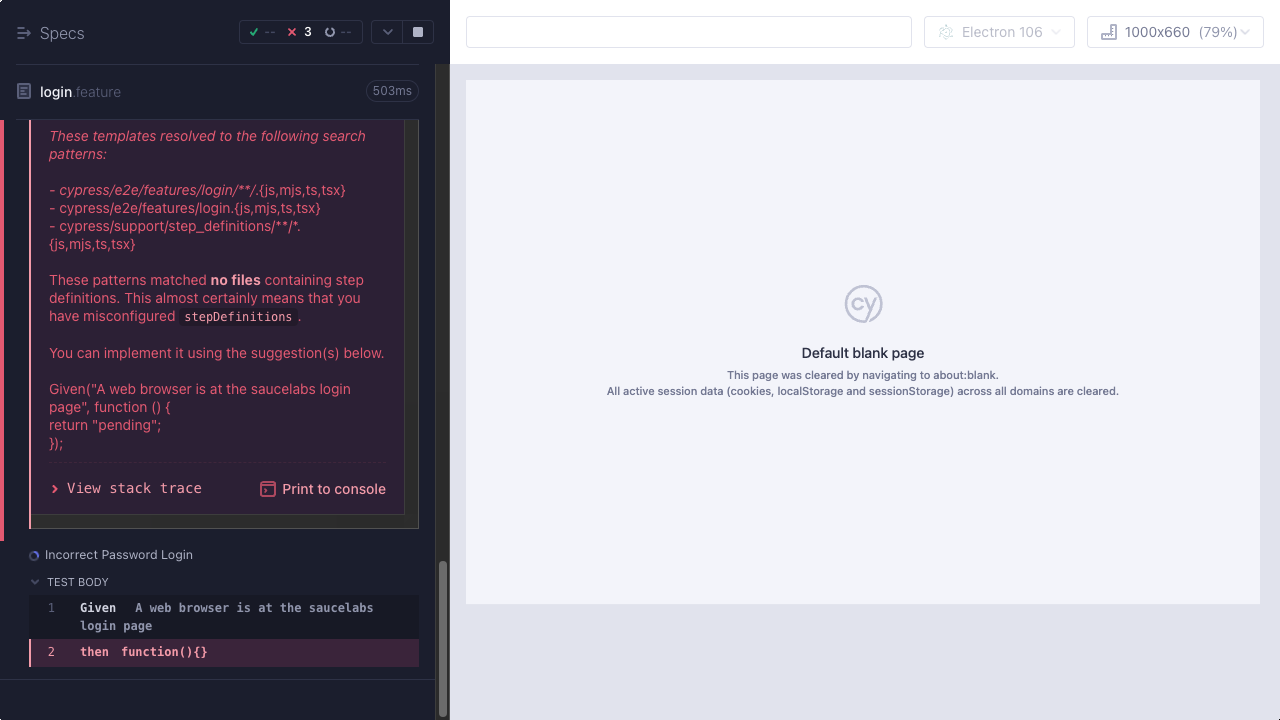 Specs
--
3
--
Electron 106
1000x660 (79%)
login.feature
503ms
These templates resolved to the following search
patterns:
- cypress/e2e/features/login/**/.{js,mjs,ts,tsx}
- cypress/e2e/features/login.{js,mjs,ts,tsx}
- cypress/support/step_definitions/**/*.
{js,mjs,ts,tsx}
These patterns matched no files containing step
definitions. This almost certainly means that you
have misconfigured stepDefinitions.
You can implement it using the suggestion(s) below.
Given("A web browser is at the saucelabs login
page", function () {
return "pending";
});
View stack trace
Print to console
Incorrect Password Login
TEST BODY
1 Given A web browser is at the saucelabs
login page
2 then function(){}
cy
Default blank page
This page was cleared by navigating to about:blank.
All active session data (cookies, localStorage and sessionStorage) across all domains are cleared.